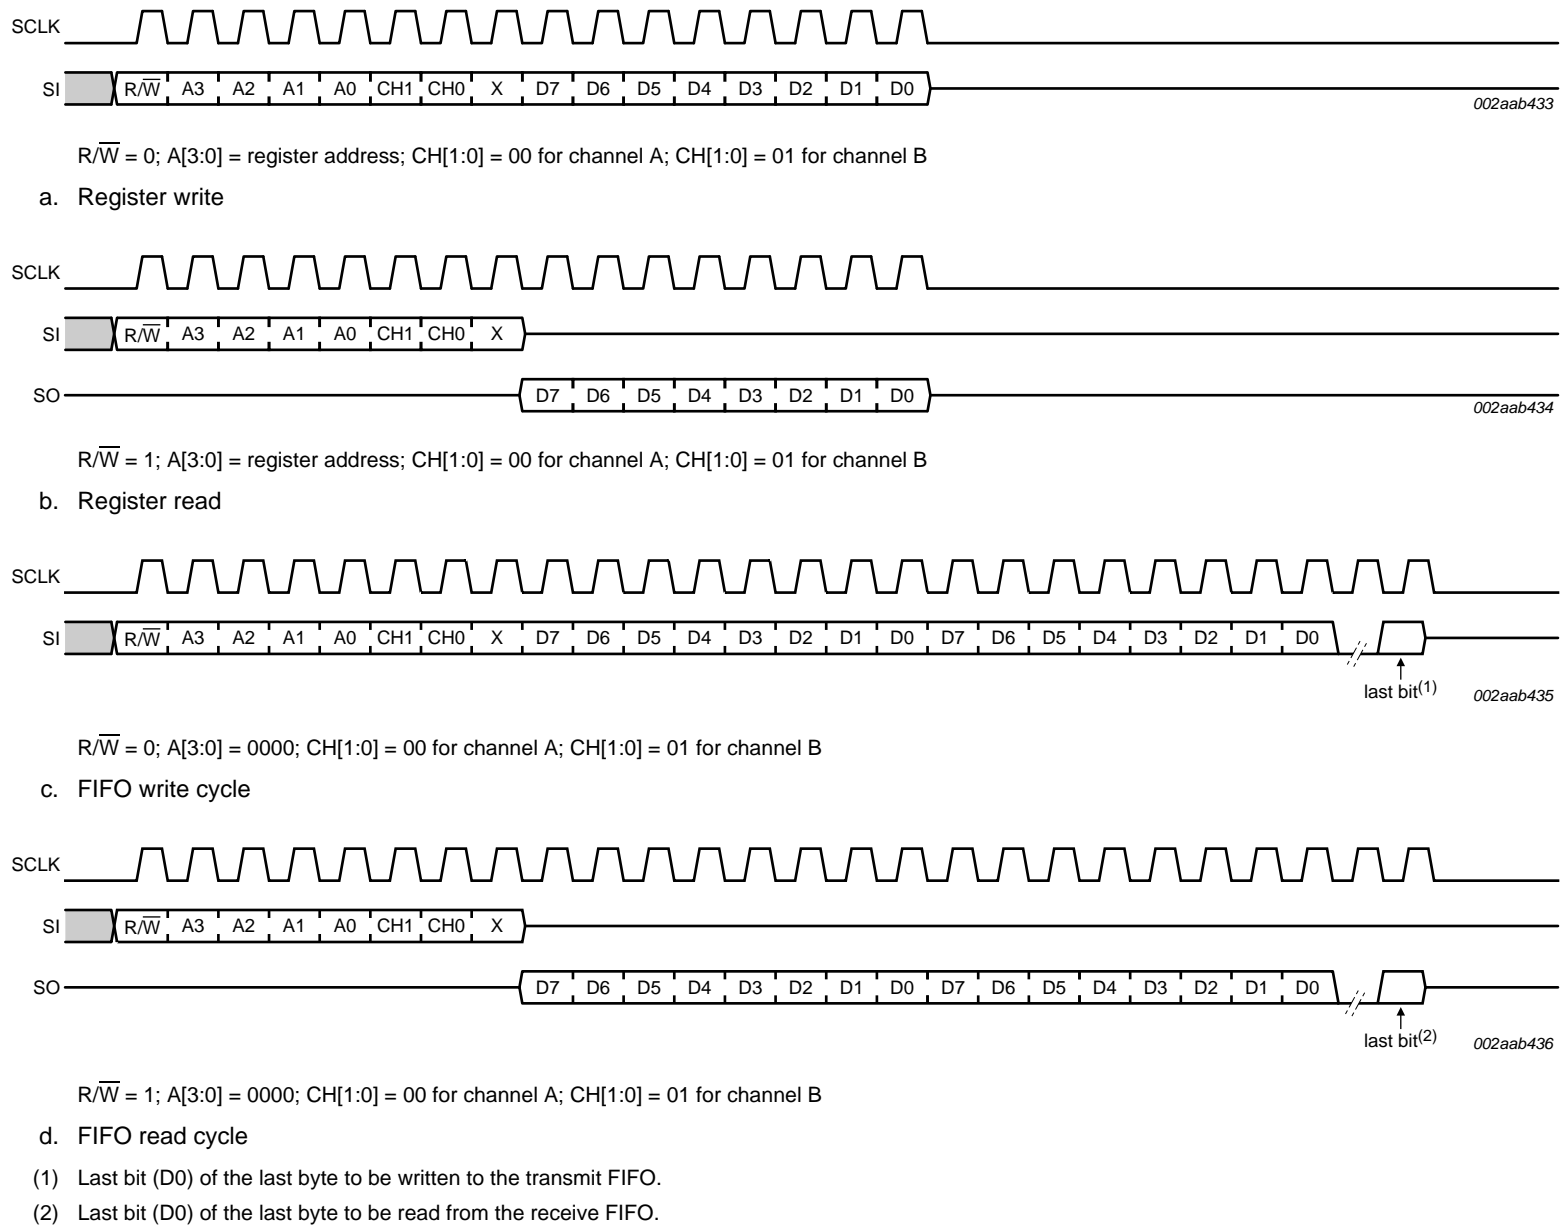 SCLK
SI R/W̅ A3 A2 A1 A0 CH1 CH0 X D7 D6 D5 D4 D3 D2 D1 D0
002aab433
R/W̅ = 0; A[3:0] = register address; CH[1:0] = 00 for channel A; CH[1:0] = 01 for channel B
a. Register write
SCLK
SI R/W̅ A3 A2 A1 A0 CH1 CH0 X
SO D7 D6 D5 D4 D3 D2 D1 D0
002aab434
R/W̅ = 1; A[3:0] = register address; CH[1:0] = 00 for channel A; CH[1:0] = 01 for channel B
b. Register read
SCLK
SI R/W̅ A3 A2 A1 A0 CH1 CH0 X D7 D6 D5 D4 D3 D2 D1 D0 D7 D6 D5 D4 D3 D2 D1 D0
last bit(1) 002aab435
R/W̅ = 0; A[3:0] = 0000; CH[1:0] = 00 for channel A; CH[1:0] = 01 for channel B
c. FIFO write cycle
SCLK
SI R/W̅ A3 A2 A1 A0 CH1 CH0 X
SO D7 D6 D5 D4 D3 D2 D1 D0 D7 D6 D5 D4 D3 D2 D1 D0
last bit(2) 002aab436
R/W̅ = 1; A[3:0] = 0000; CH[1:0] = 00 for channel A; CH[1:0] = 01 for channel B
d. FIFO read cycle
(1) Last bit (D0) of the last byte to be written to the transmit FIFO.
(2) Last bit (D0) of the last byte to be read from the receive FIFO.